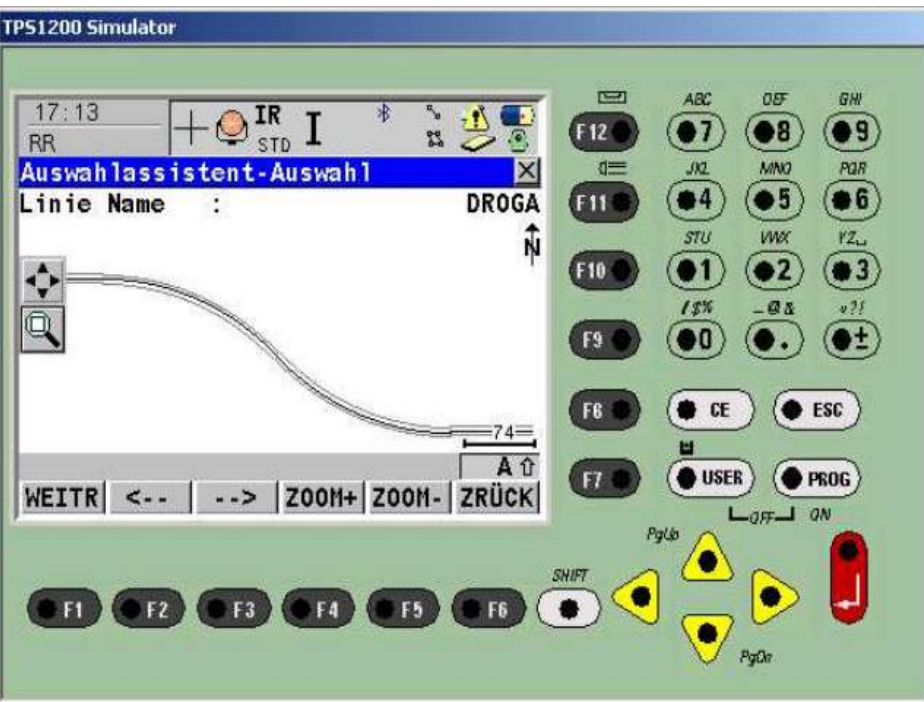 TPS1200 Simulator
17:13
RR
IR
STD
I
Auswahlassistent-Auswahl
Linie Name : DROGA
N
74
A
WEITR <-- --> ZOOM+ ZOOM- ZRÜCK
F12 ABC 7 DEF 8 GHI 9
F11 JKL 4 MNO 5 PQR 6
F10 STU 1 VWX 2 YZ 3
F9 /$% 0 _@& . *?! ±
F8 CE ESC
F7 USER PROG
OFF ON
PgUp
SHIFT
F1 F2 F3 F4 F5 F6
PgDn